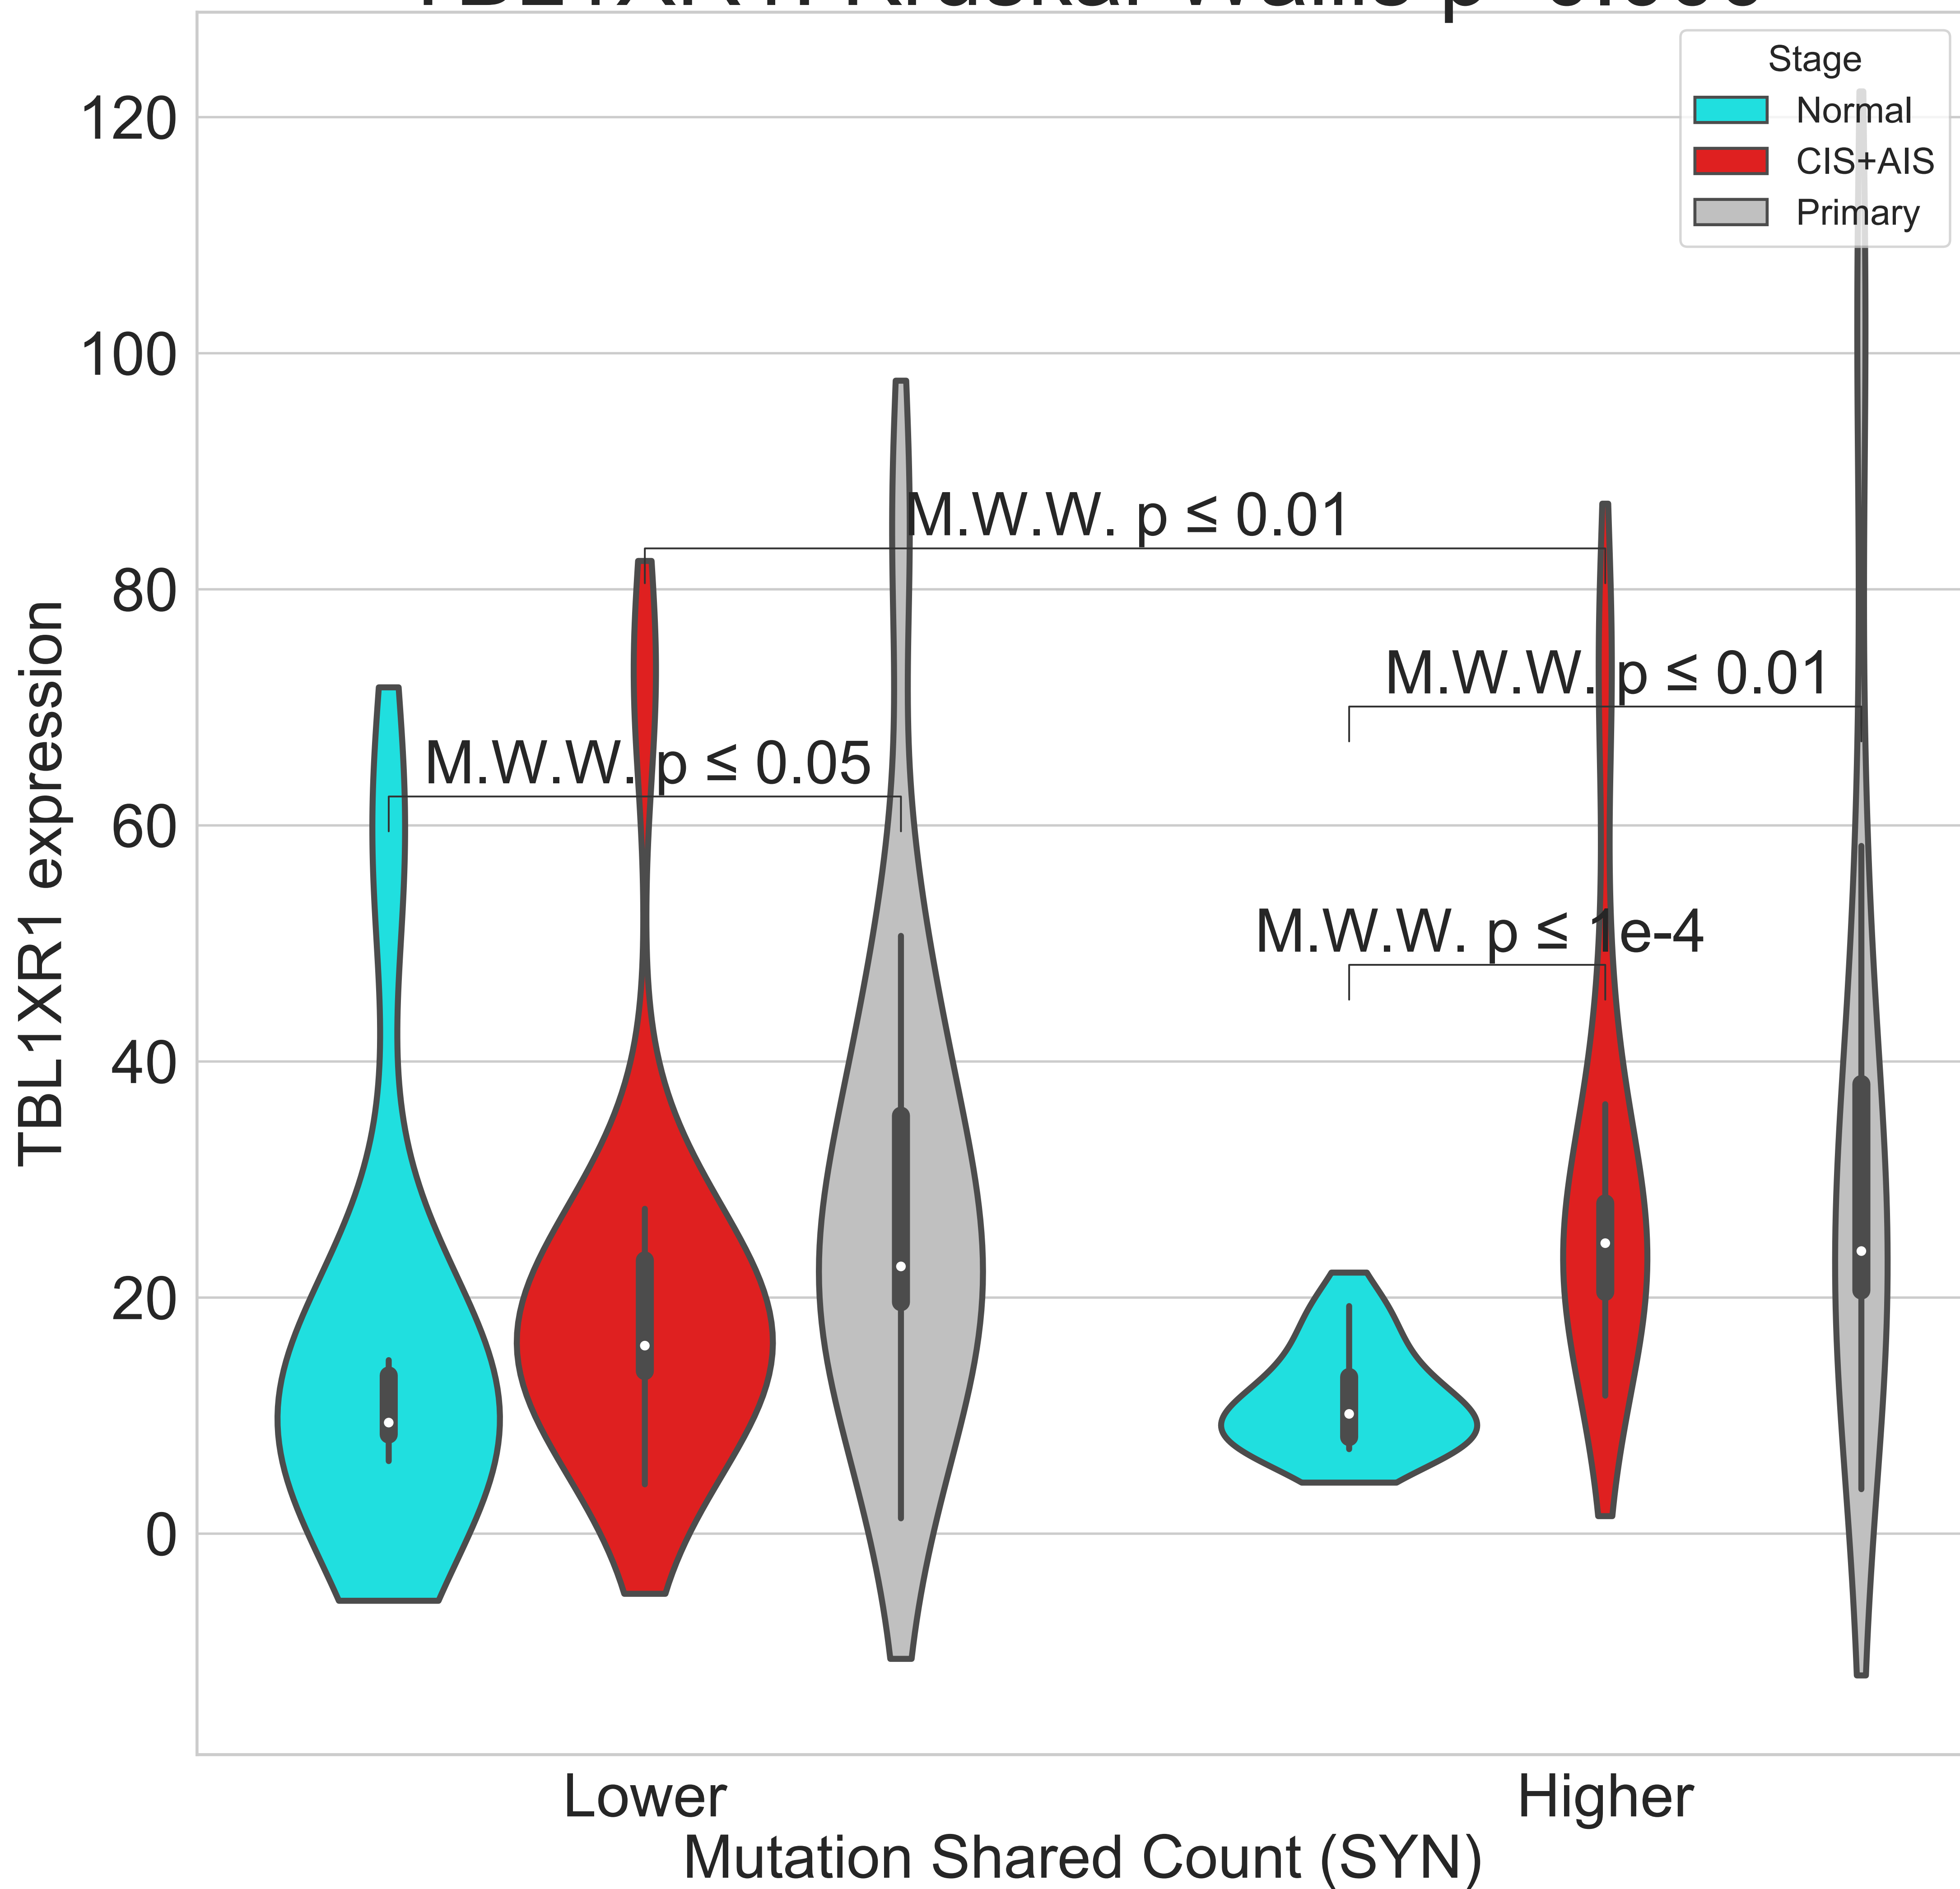 Stage
Normal
CIS+AIS
Primary
120
100
80
60
40
20
0
TBL1XR1 expression
M.W.W. p ≤ 0.01
M.W.W. p ≤ 0.01
M.W.W. p ≤ 0.05
M.W.W. p ≤ 1e-4
Lower
Higher
Mutation Shared Count (SYN)